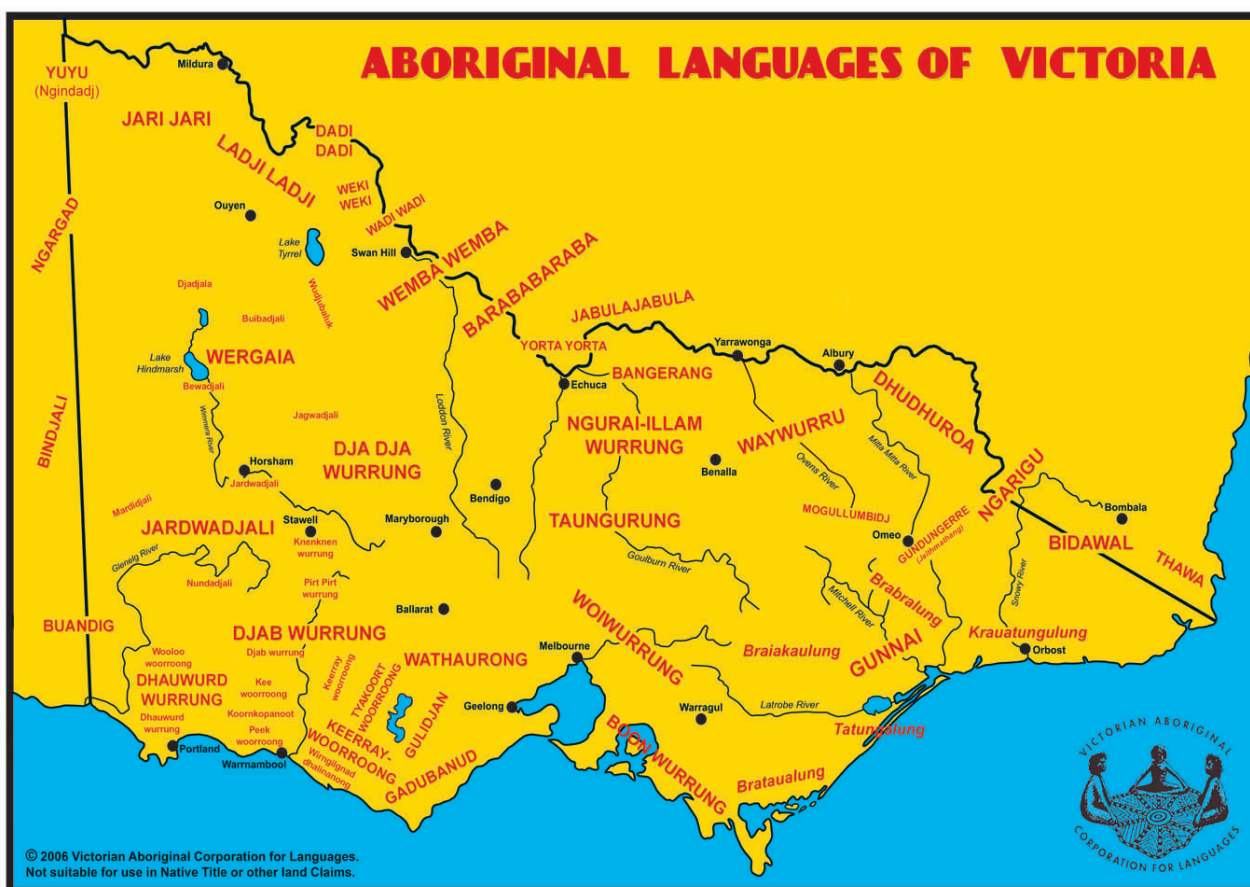 ABORIGINAL LANGUAGES OF VICTORIA
Mildura
YUYU
(Ngindadj)
JARI JARI
DADI
DADI
LADJI LADJI
WEKI
WEKI
WADI WADI
Ouyen
NGARGAD
Lake
Tyrrel
Swan Hill
WEMBA WEMBA
BARABABARABA
Djadjala
Wudjubaluk
Buibadjali
JABULAJABULA
YORTA YORTA
Yarrawonga
Albury
Lake
Hindmarsh
WERGAIA
Bewadjali
BANGERANG
Echuca
DHUDHUROA
Wimmera River
Loddon River
Jagwadjali
BINDJALI
NGURAI-ILLAM
WURRUNG
WAYWURRU
DJA DJA
WURRUNG
Mitta Mitta River
Horsham
Jardwadjali
Bendigo
Benalla
Ovens River
NGARIGU
Mardidjali
JARDWADJALI
Stawell
Maryborough
TAUNGURUNG
MOGULLUMBIDJ
Bombala
Knenknen
wurrung
Omeo
GUNDUNGERRE
(Jaithmathang)
BIDAWAL
Glenelg River
Goulburn River
THAWA
Nundadjali
Pirt Pirt
wurrung
Snowy River
Brabralung
Mitchell River
Ballarat
BUANDIG
DJAB WURRUNG
WOIWURRUNG
Krauatungulung
Wooloo
woorroong
Djab wurrung
Melbourne
Braiakaulung
GUNNAI
Orbost
WATHAURONG
Keerray
woorroong
TYAKOORT
WOORROONG
DHAUWURD
WURRUNG
Kee
woorroong
Geelong
Warragul
Latrobe River
Koornkopanoot
Dhauwurd
wurrung
Peek
woorroong
KEERRAY-
WOORROONG
GULIDJAN
BOON WURRUNG
Tatungalung
Portland
Warrnambool
Wirngilgnad
dhalinanong
GADUBANUD
Brataualung
VICTORIAN ABORIGINAL
CORPORATION FOR LANGUAGES
© 2006 Victorian Aboriginal Corporation for Languages.
Not suitable for use in Native Title or other land Claims.